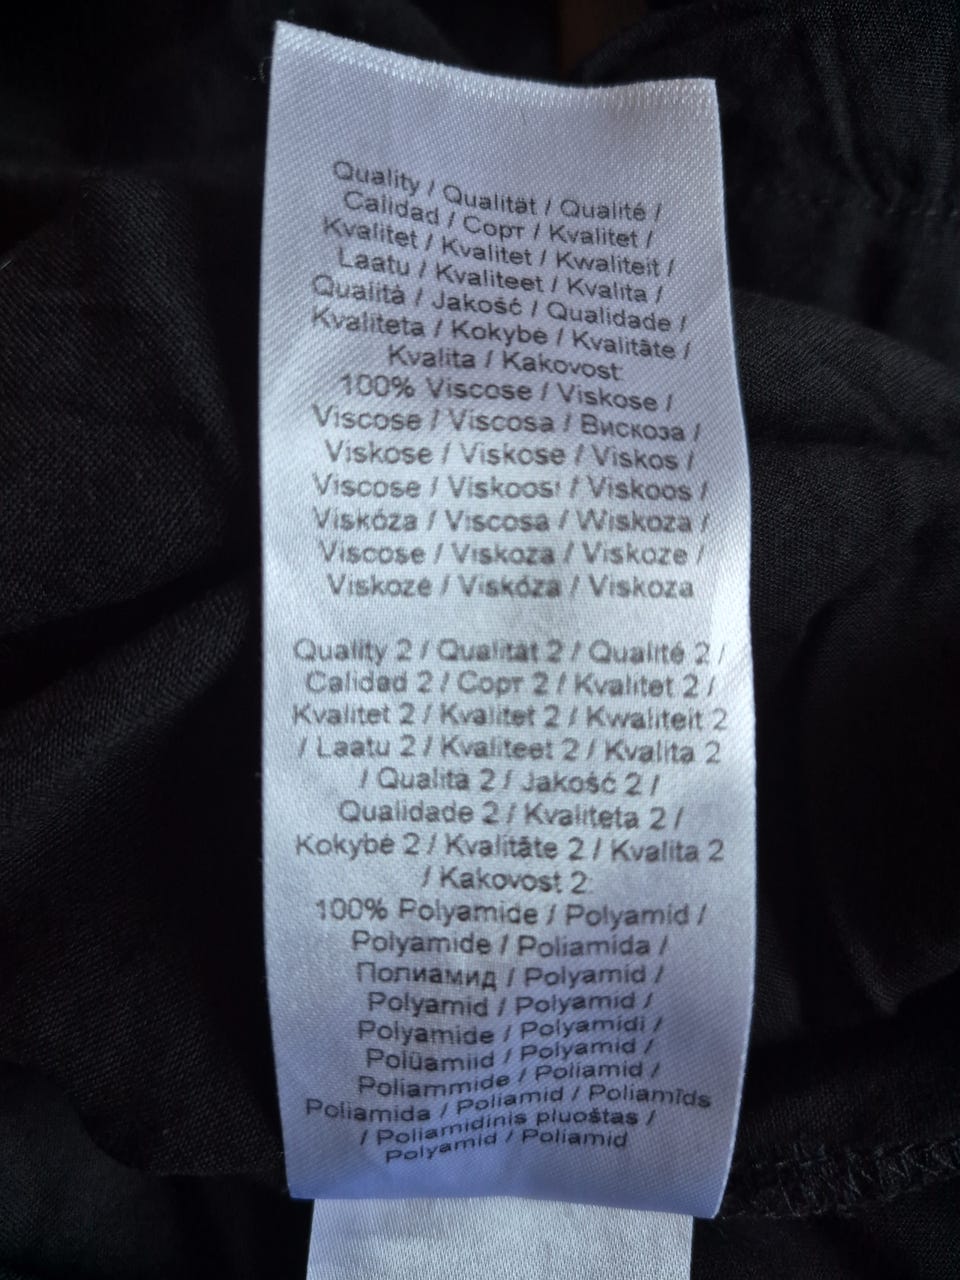 Quality / Qualität / Qualité /
Calidad / Сорт / Kvalitet /
Kvalitet / Kvalitet / Kwaliteit /
Laatu / Kvaliteet / Kvalita /
Qualità / Jakość / Qualidade /
Kvaliteta / Kokybė / Kvalitāte /
Kvalita / Kakovost:
100% Viscose / Viskose /
Viscose / Viscosa / Вискоза /
Viskose / Viskose / Viskos /
Viscose / Viskoosi / Viskoos /
Viskóza / Viscosa / Wiskoza /
Viscose / Viskoza / Viskoze /
Viskozė / Viskóza / Viskoza
Quality 2 / Qualität 2 / Qualité 2 /
Calidad 2 / Сорт 2 / Kvalitet 2 /
Kvalitet 2 / Kvalitet 2 / Kwaliteit 2
/ Laatu 2 / Kvaliteet 2 / Kvalita 2
/ Qualità 2 / Jakość 2 /
Qualidade 2 / Kvaliteta 2 /
Kokybė 2 / Kvalitāte 2 / Kvalita 2
/ Kakovost 2:
100% Polyamide / Polyamid /
Polyamide / Poliamida /
Полиамид / Polyamid /
Polyamid / Polyamid /
Polyamide / Polyamidi /
Polüamiid / Polyamid /
Poliammide / Poliamid /
Poliamida / Poliamid / Poliamīds
/ Poliamidinis pluoštas /
Polyamid / Poliamid